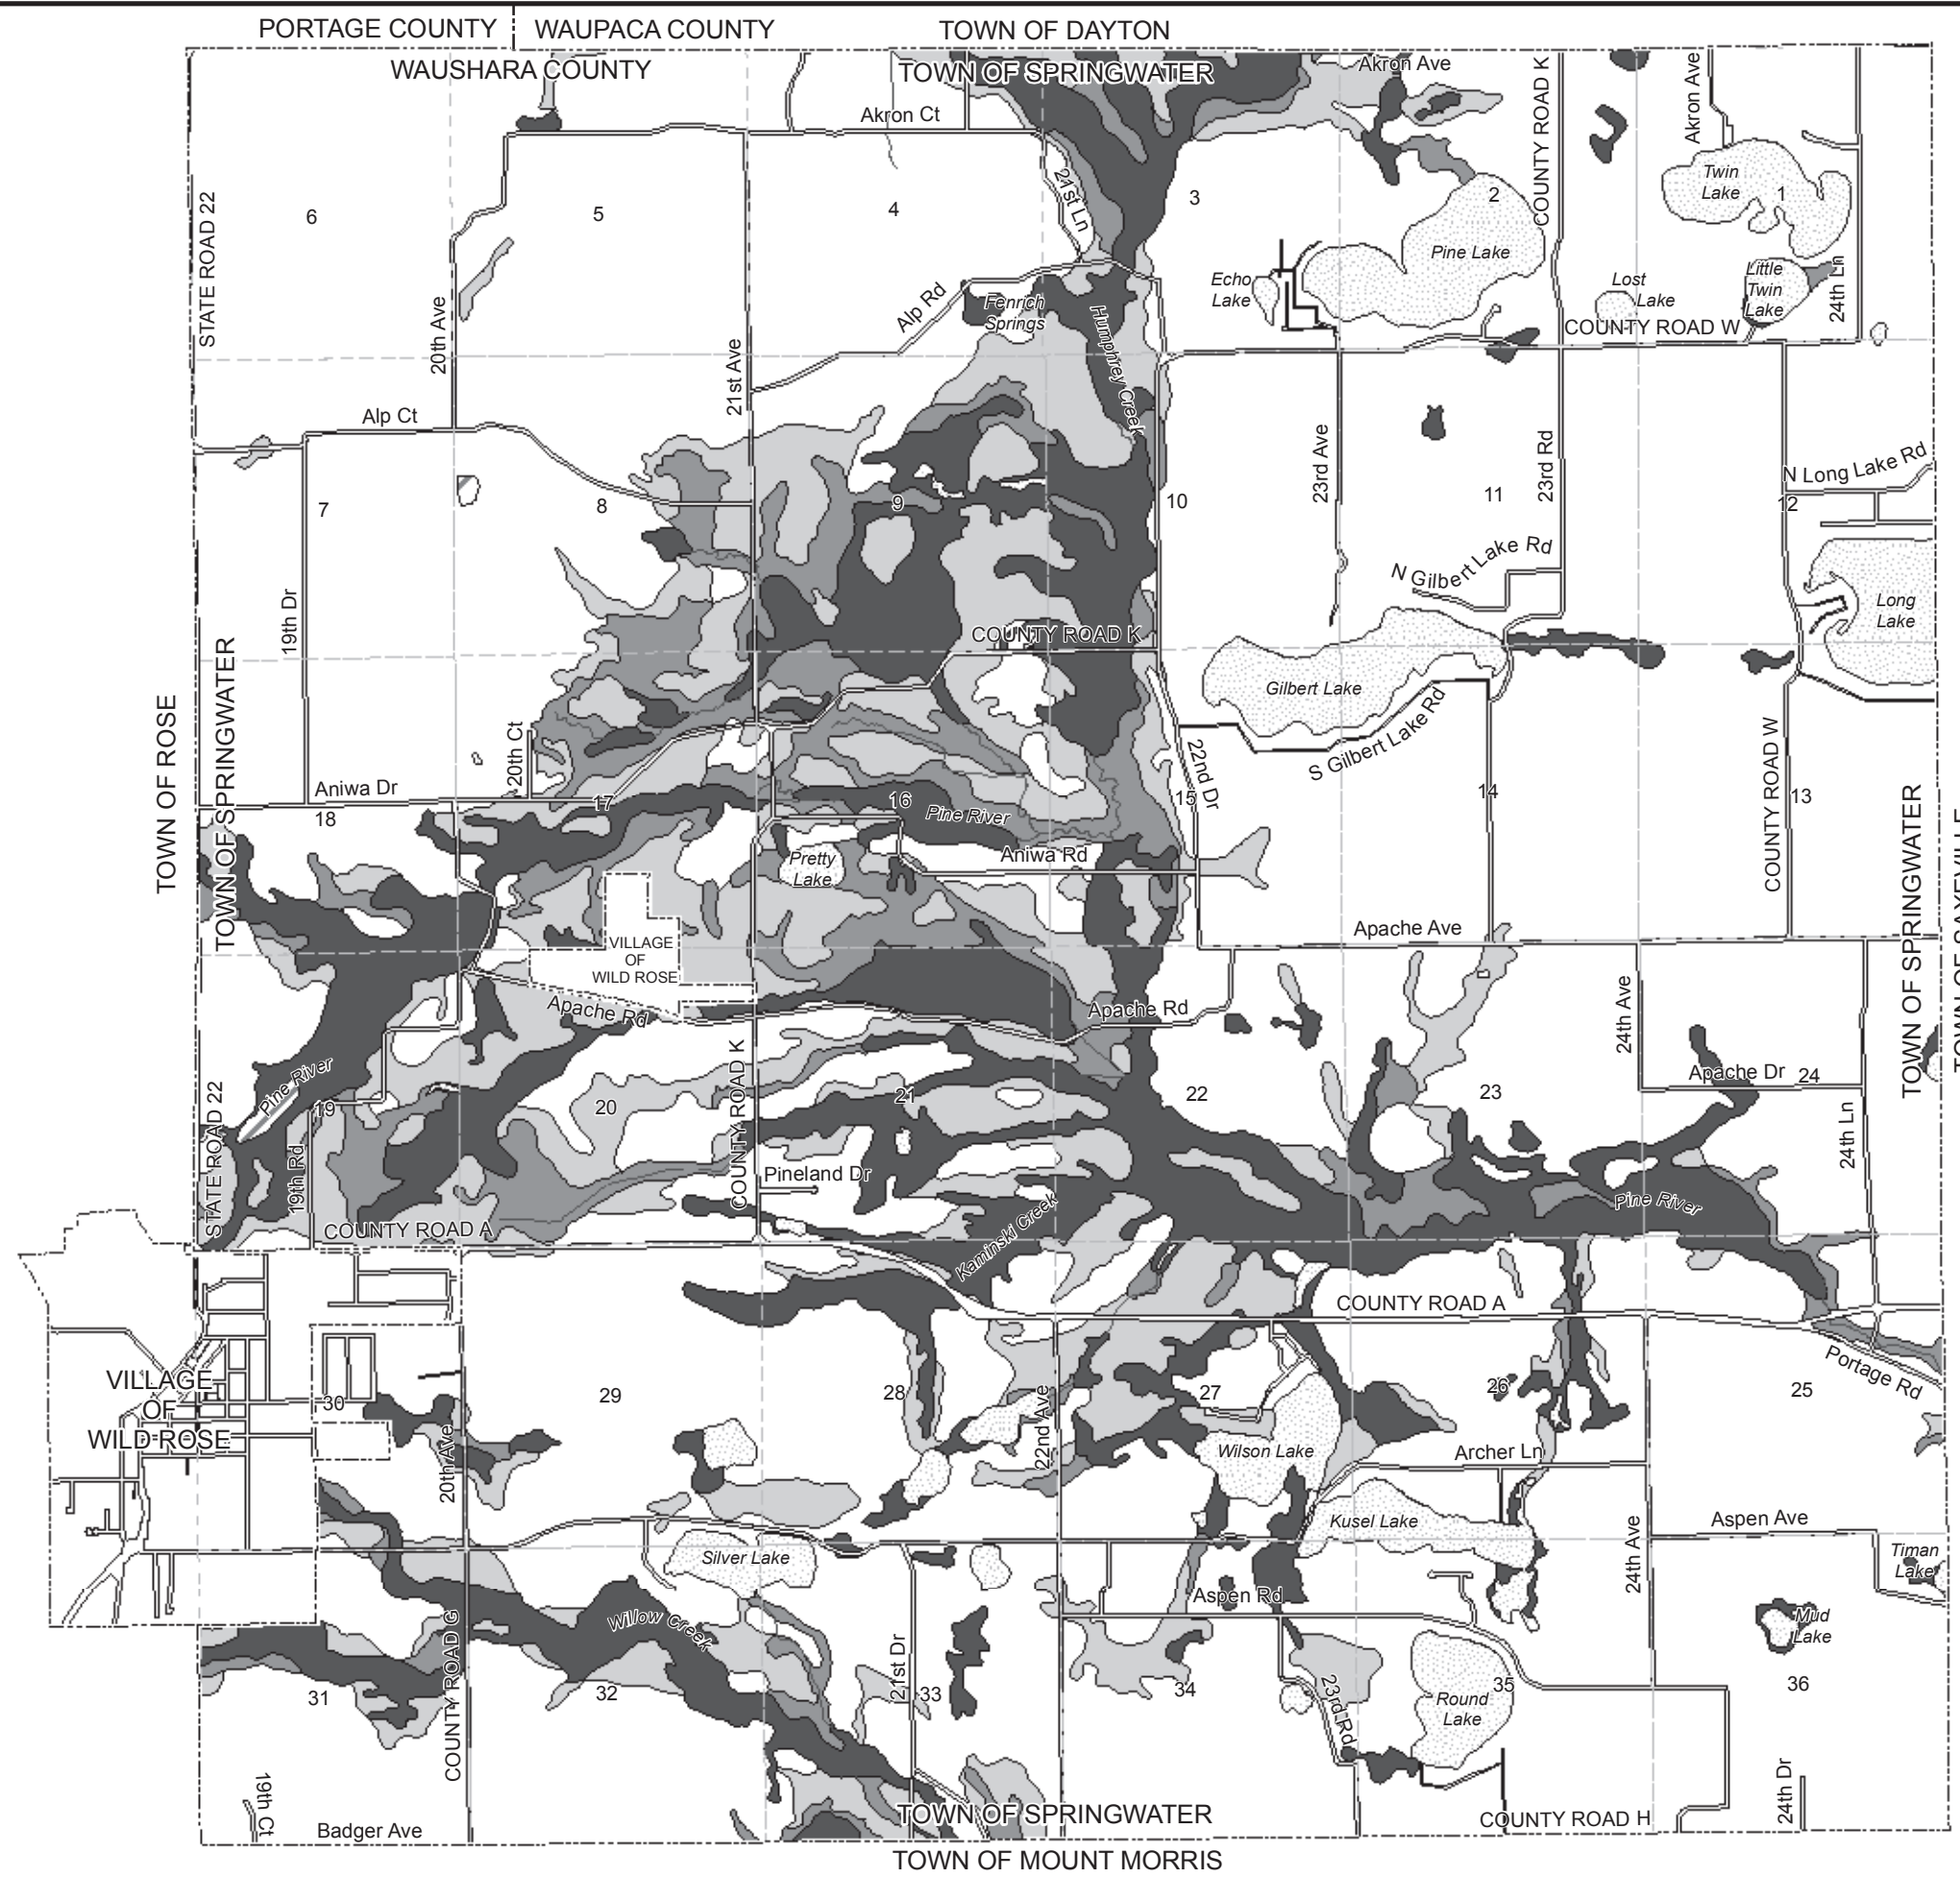 PORTAGE COUNTY
WAUPACA COUNTY
TOWN OF DAYTON
WAUSHARA COUNTY
TOWN OF SPRINGWATER
Akron Ave
Akron Ct
COUNTY ROAD K
Akron Ave
STATE ROAD 22
6
5
4
21st Ln
3
2
Twin
Lake
1
Pine Lake
Echo
Lake
Lost
Lake
Little
Twin
Lake
24th Ln
20th Ave
Alp Rd
Fenrich
Springs
Humphrey Creek
COUNTY ROAD W
21st Ave
Alp Ct
23rd Ave
23rd Rd
N Long Lake Rd
7
8
9
10
11
12
N Gilbert Lake Rd
19th Dr
COUNTY ROAD K
Long
Lake
Gilbert Lake
S Gilbert Lake Rd
TOWN OF ROSE
TOWN OF SPRINGWATER
20th Ct
22nd Dr
COUNTY ROAD W
Aniwa Dr
18
17
16
15
14
13
Pine River
Pretty
Lake
Aniwa Rd
TOWN OF SPRINGWATER
TOWN OF SAXEVILLE
VILLAGE
OF
WILD ROSE
Apache Ave
Apache Rd
Apache Rd
24th Ave
Pine River
COUNTY ROAD K
Apache Dr
24
19
20
21
22
23
STATE ROAD 22
19th Rd
24th Ln
Pineland Dr
Pine River
COUNTY ROAD A
Kaminski Creek
COUNTY ROAD A
VILLAGE
OF
WILD ROSE
30
29
28
22nd Ave
27
26
25
Portage Rd
20th Ave
Wilson Lake
Archer Ln
Kusel Lake
Aspen Ave
24th Ave
Silver Lake
Timan
Lake
Aspen Rd
Willow Creek
Mud
Lake
COUNTY ROAD G
31
32
21st Dr
33
34
23rd Rd
Round
Lake
35
36
19th Ct
24th Dr
Badger Ave
TOWN OF SPRINGWATER
COUNTY ROAD H
TOWN OF MOUNT MORRIS